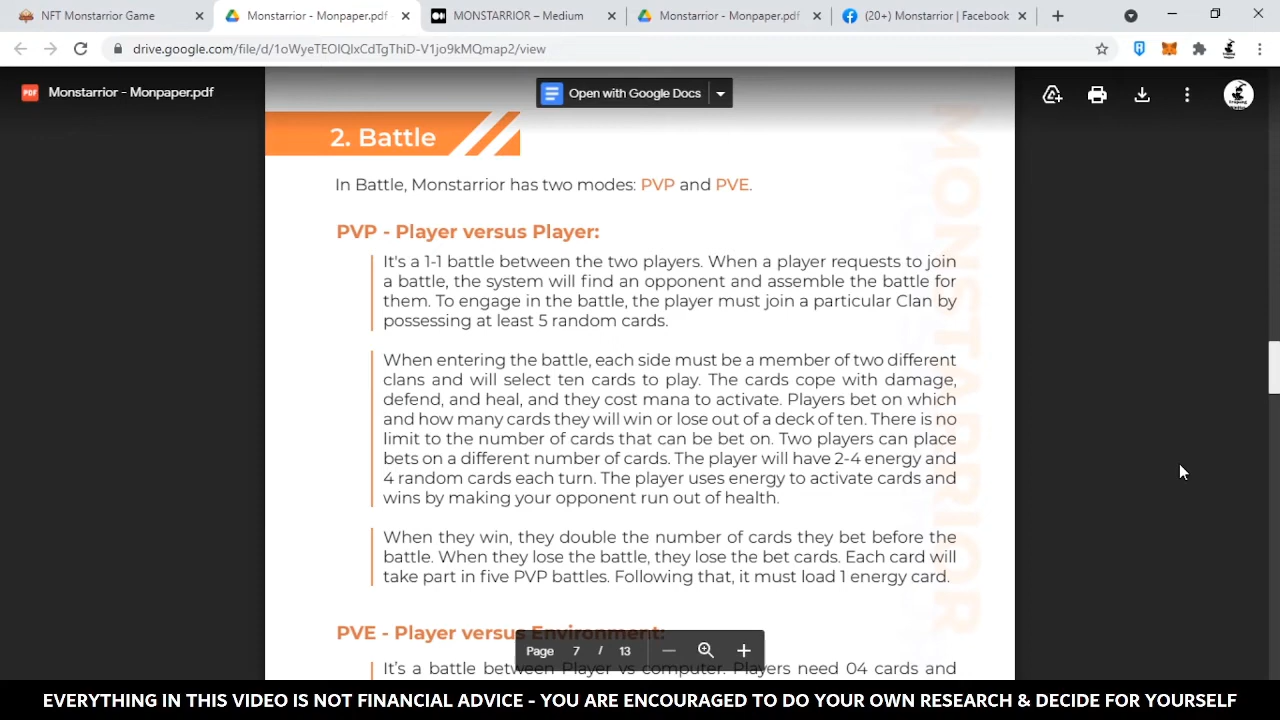 NFT Monstarrior Game
Monstarrior - Monpaper.pdf -
MONSTARRIOR – Medium
Monstarrior - Monpaper.pdf -
(20+) Monstarrior | Facebook
drive.google.com/file/d/1oWyeTEOIQlxCdTgThiD-V1jo9kMQmap2/view
PDF
Monstarrior - Monpaper.pdf
Open with Google Docs
2. Battle
In Battle, Monstarrior has two modes: PVP and PVE.
PVP - Player versus Player:
It's a 1-1 battle between the two players. When a player requests to join
a battle, the system will find an opponent and assemble the battle for
them. To engage in the battle, the player must join a particular Clan by
possessing at least 5 random cards.
When entering the battle, each side must be a member of two different
clans and will select ten cards to play. The cards cope with damage,
defend, and heal, and they cost mana to activate. Players bet on which
and how many cards they will win or lose out of a deck of ten. There is no
limit to the number of cards that can be bet on. Two players can place
bets on a different number of cards. The player will have 2-4 energy and
4 random cards each turn. The player uses energy to activate cards and
wins by making your opponent run out of health.
When they win, they double the number of cards they bet before the
battle. When they lose the battle, they lose the bet cards. Each card will
take part in five PVP battles. Following that, it must load 1 energy card.
PVE - Player versus Environment:
It's a battle between Player vs computer. Players need 04 cards and
MONSTARRIOR
Page 7 / 13
EVERYTHING IN THIS VIDEO IS NOT FINANCIAL ADVICE - YOU ARE ENCOURAGED TO DO YOUR OWN RESEARCH & DECIDE FOR YOURSELF